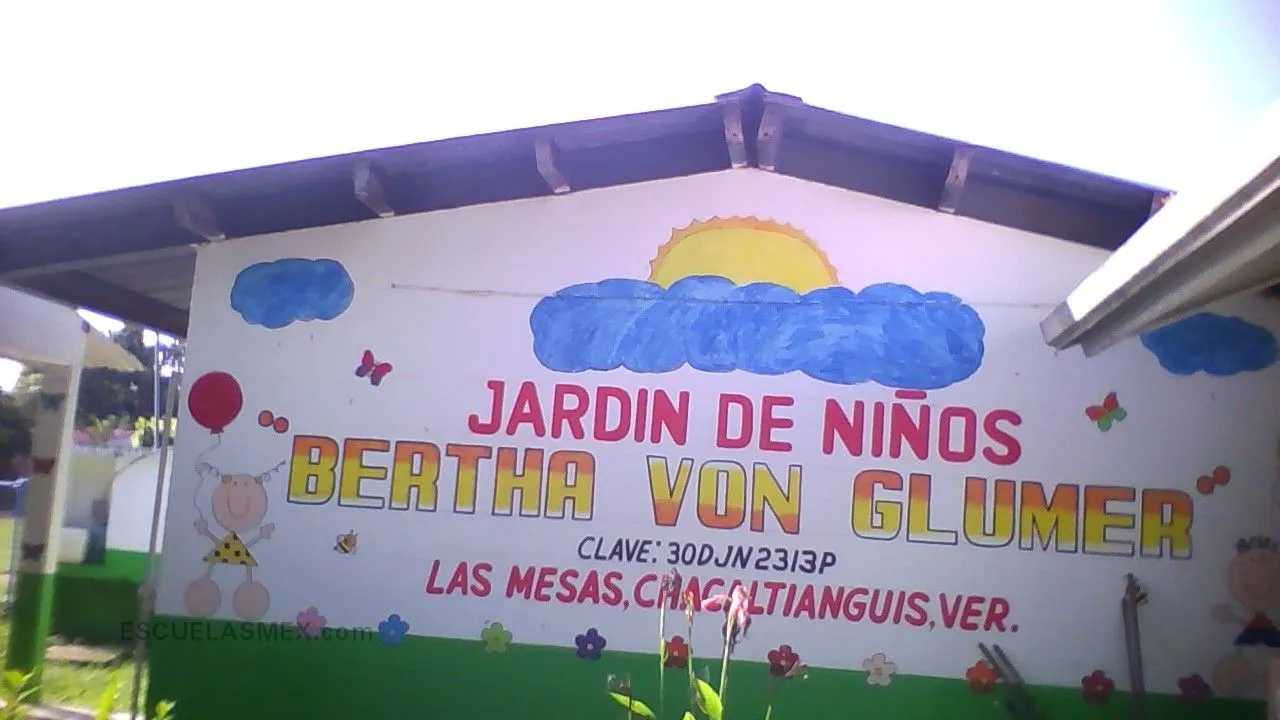 JARDIN DE NIÑOS
BERTHA VON GLUMER
CLAVE: 30DJN2313P
LAS MESAS, CHACALTIANGUIS, VER.
ESCUELASMEX.com